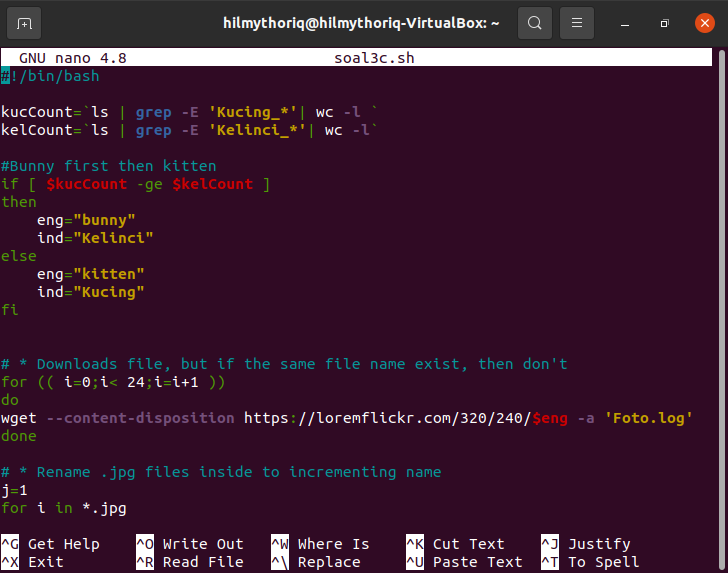 hilmythoriq@hilmythoriq-VirtualBox: ~
GNU nano 4.8 soal3c.sh
#!/bin/bash
kucCount=`ls | grep -E 'Kucing_*'| wc -l `
kelCount=`ls | grep -E 'Kelinci_*'| wc -l`
#Bunny first then kitten
if [ $kucCount -ge $kelCount ]
then
    eng="bunny"
    ind="Kelinci"
else
    eng="kitten"
    ind="Kucing"
fi
# * Downloads file, but if the same file name exist, then don't
for (( i=0;i< 24;i=i+1 ))
do
wget --content-disposition https://loremflickr.com/320/240/$eng -a 'Foto.log'
done
# * Rename .jpg files inside to incrementing name
j=1
for i in *.jpg
^G Get Help ^O Write Out ^W Where Is ^K Cut Text ^J Justify
^X Exit ^R Read File ^\ Replace ^U Paste Text ^T To Spell